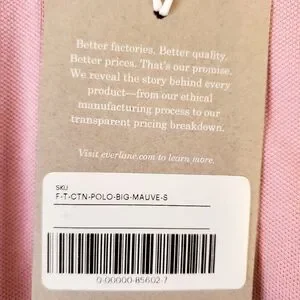 Better factories. Better quality.
Better prices. That's our promise.
We reveal the story behind every
product—from our ethical
manufacturing process to our
transparent pricing breakdown.
Visit everlane.com to learn more.
SKU
F-T-CTN-POLO-BIG-MAUVE-S
0-00000-85602-7